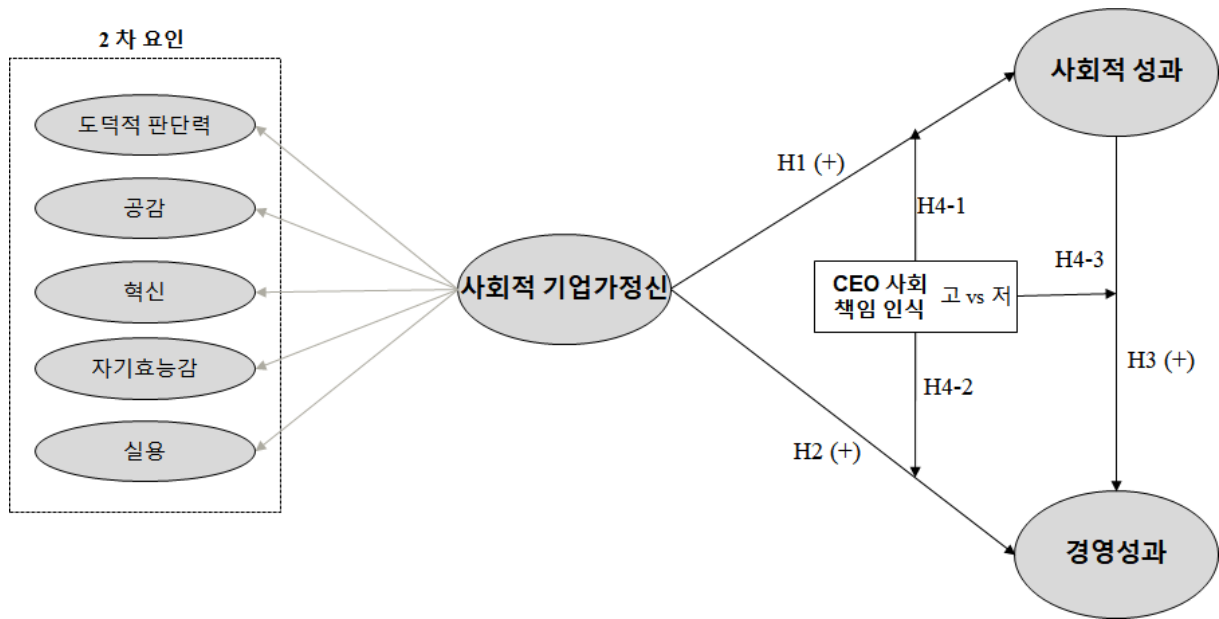 2 차 요인
도덕적 판단력
공감
혁신
자기효능감
실용
사회적 기업가정신
사회적 성과
H1 (+)
H4-1
CEO 사회
책임 인식
고 vs 저
H4-3
H4-2
H3 (+)
H2 (+)
경영성과